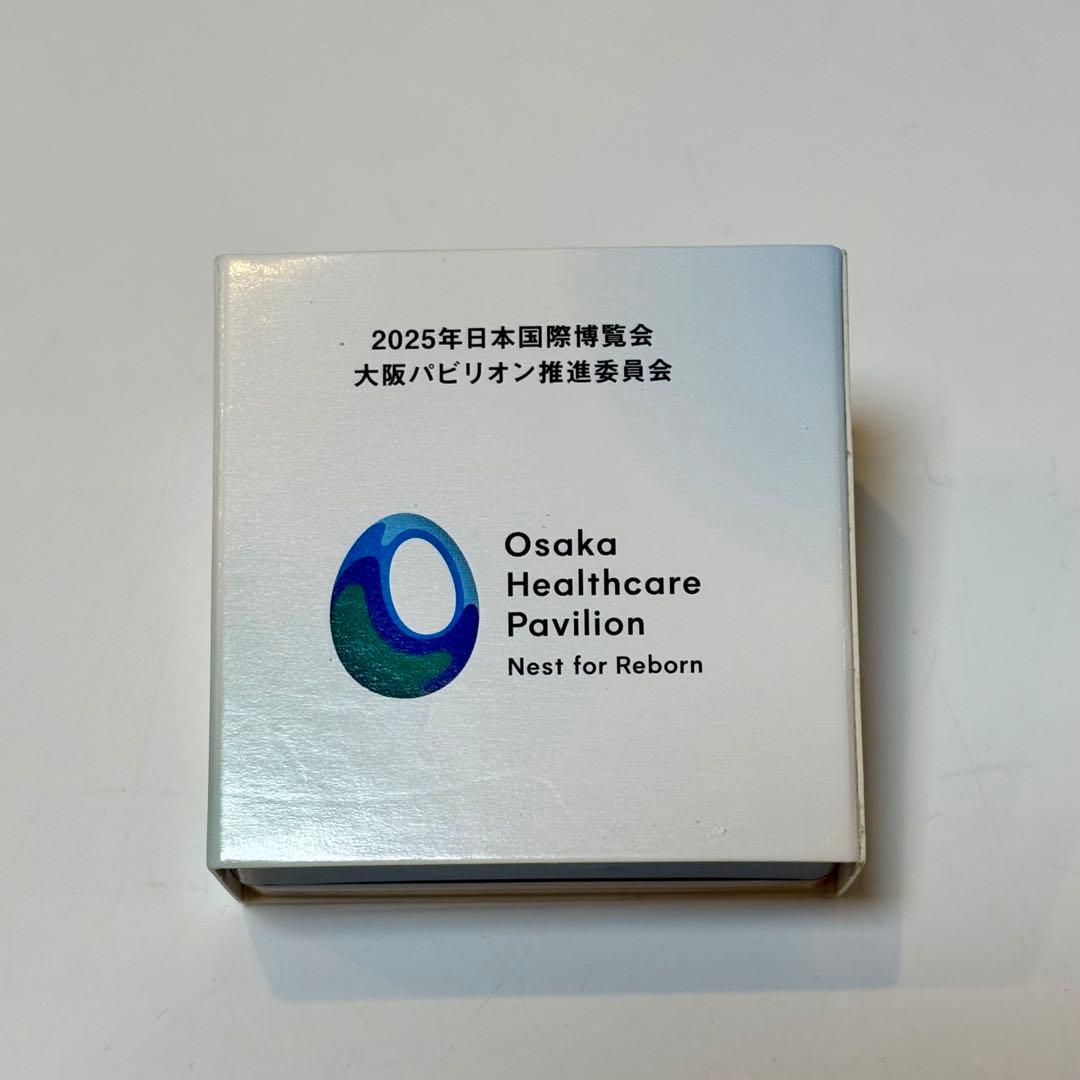 2025年日本国際博覧会
大阪パビリオン推進委員会
Osaka
Healthcare
Pavilion
Nest for Reborn